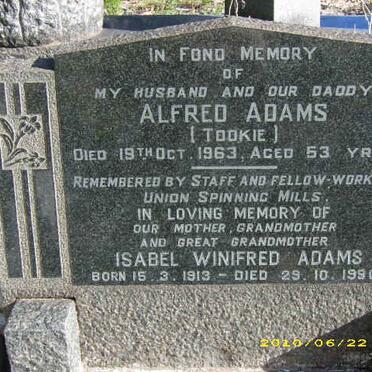 IN FOND MEMORY
OF
MY HUSBAND AND OUR DADDY
ALFRED ADAMS
(TOOKIE)
DIED 19TH OCT. 1963, AGED 53 YR
REMEMBERED BY STAFF AND FELLOW-WORK
UNION SPINNING MILLS.
IN LOVING MEMORY OF
OUR MOTHER, GRANDMOTHER
AND GREAT GRANDMOTHER
ISABEL WINIFRED ADAMS
BORN 15.3.1913 - DIED 29.10.199
2010/06/22